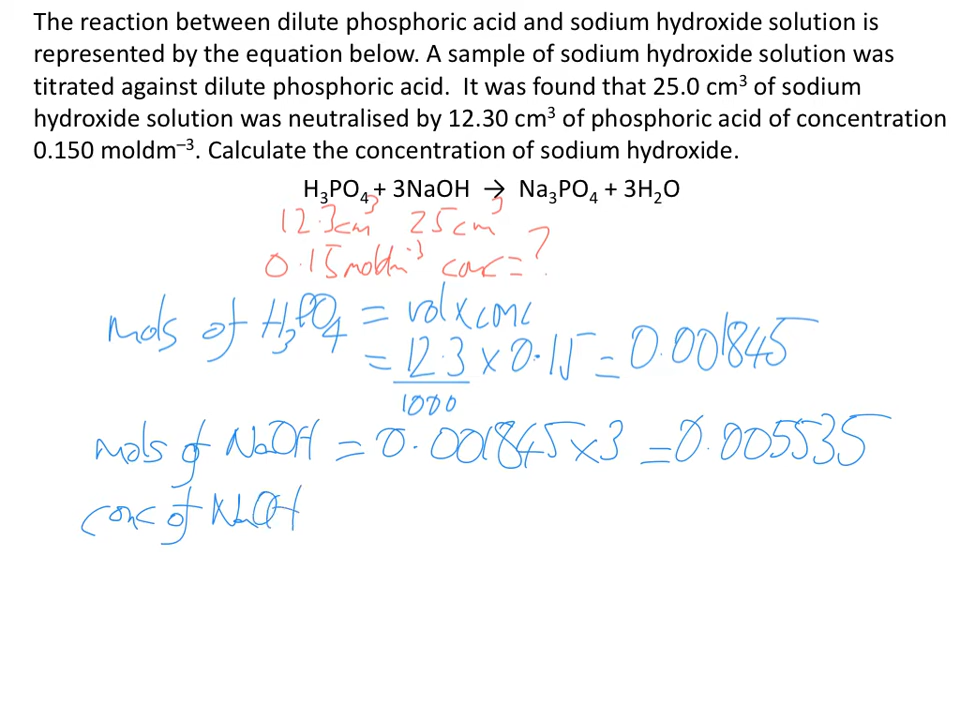 The reaction between dilute phosphoric acid and sodium hydroxide solution is
represented by the equation below. A sample of sodium hydroxide solution was
titrated against dilute phosphoric acid.  It was found that 25.0 cm³ of sodium
hydroxide solution was neutralised by 12.30 cm³ of phosphoric acid of concentration
0.150 moldm⁻³. Calculate the concentration of sodium hydroxide.
H₃PO₄ + 3NaOH → Na₃PO₄ + 3H₂O
12.3cm³ 25cm³
0.15moldm⁻³ conc=?
mols of H₃PO₄ = vol x conc
= 12.3 x 0.15 = 0.001845
1000
mols of NaOH = 0.001845 x 3 = 0.005535
conc of NaOH